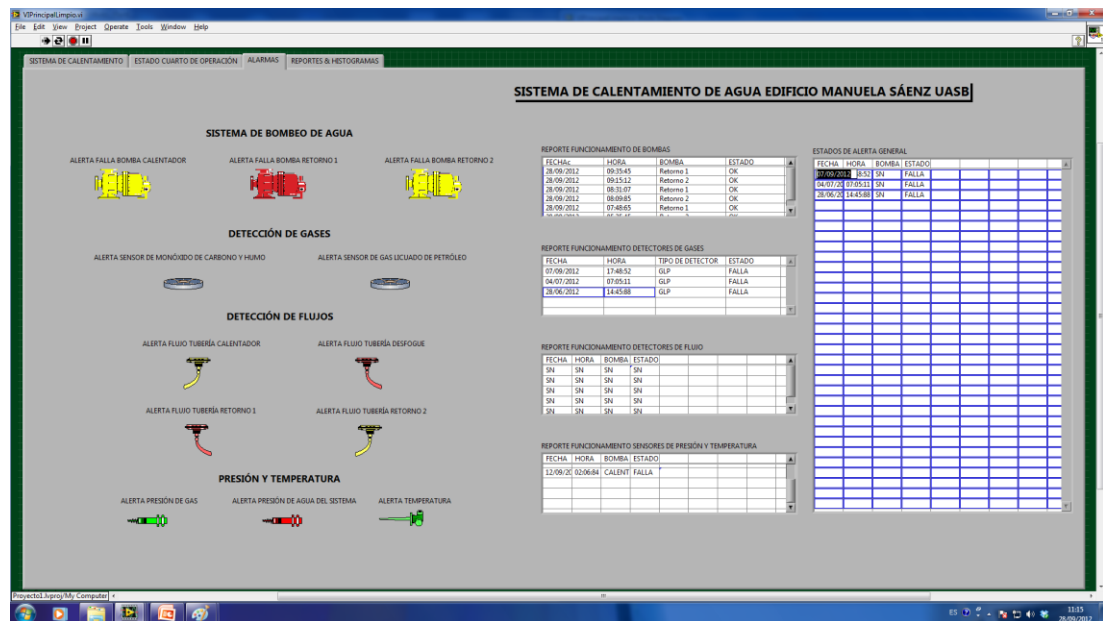 VIPrincipalLimpio.vi
File Edit View Project Operate Tools Window Help
SISTEMA DE CALENTAMIENTO ESTADO CUARTO DE OPERACIÓN ALARMAS REPORTES & HISTOGRAMAS
SISTEMA DE CALENTAMIENTO DE AGUA EDIFICIO MANUELA SÁENZ UASB
SISTEMA DE BOMBEO DE AGUA
ALERTA FALLA BOMBA CALENTADOR ALERTA FALLA BOMBA RETORNO 1 ALERTA FALLA BOMBA RETORNO 2
DETECCIÓN DE GASES
ALERTA SENSOR DE MONÓXIDO DE CARBONO Y HUMO ALERTA SENSOR DE GAS LICUADO DE PETRÓLEO
DETECCIÓN DE FLUJOS
ALERTA FLUJO TUBERÍA CALENTADOR ALERTA FLUJO TUBERÍA DESFOGUE
ALERTA FLUJO TUBERÍA RETORNO 1 ALERTA FLUJO TUBERÍA RETORNO 2
PRESIÓN Y TEMPERATURA
ALERTA PRESIÓN DE GAS ALERTA PRESIÓN DE AGUA DEL SISTEMA ALERTA TEMPERATURA
REPORTE FUNCIONAMIENTO DE BOMBAS
FECHAc HORA BOMBA ESTADO
28/09/2012 09:35:45 Retorno 1 OK
28/09/2012 09:15:12 Retorno 2 OK
28/09/2012 08:31:07 Retorno 1 OK
28/09/2012 08:09:85 Retorno 2 OK
28/09/2012 07:48:65 Retorno 1 OK
REPORTE FUNCIONAMIENTO DETECTORES DE GASES
FECHA HORA TIPO DE DETECTOR ESTADO
07/09/2012 17:48:52 GLP FALLA
04/07/2012 07:05:11 GLP FALLA
28/06/2012 14:45:88 GLP FALLA
REPORTE FUNCIONAMIENTO DETECTORES DE FLUJO
FECHA HORA BOMBA ESTADO
SN SN SN SN
SN SN SN SN
SN SN SN SN
SN SN SN SN
SN SN SN SN
REPORTE FUNCIONAMIENTO SENSORES DE PRESIÓN Y TEMPERATURA
FECHA HORA BOMBA ESTADO
12/09/20 02:06:84 CALENT FALLA
ESTADOS DE ALERTA GENERAL
FECHA HORA BOMBA ESTADO
07/09/2012 8:52 SN FALLA
04/07/20 07:05:11 SN FALLA
28/06/20 14:45:88 SN FALLA
Proyecto1.lvproj/My Computer
ES 11:15
28/09/2012